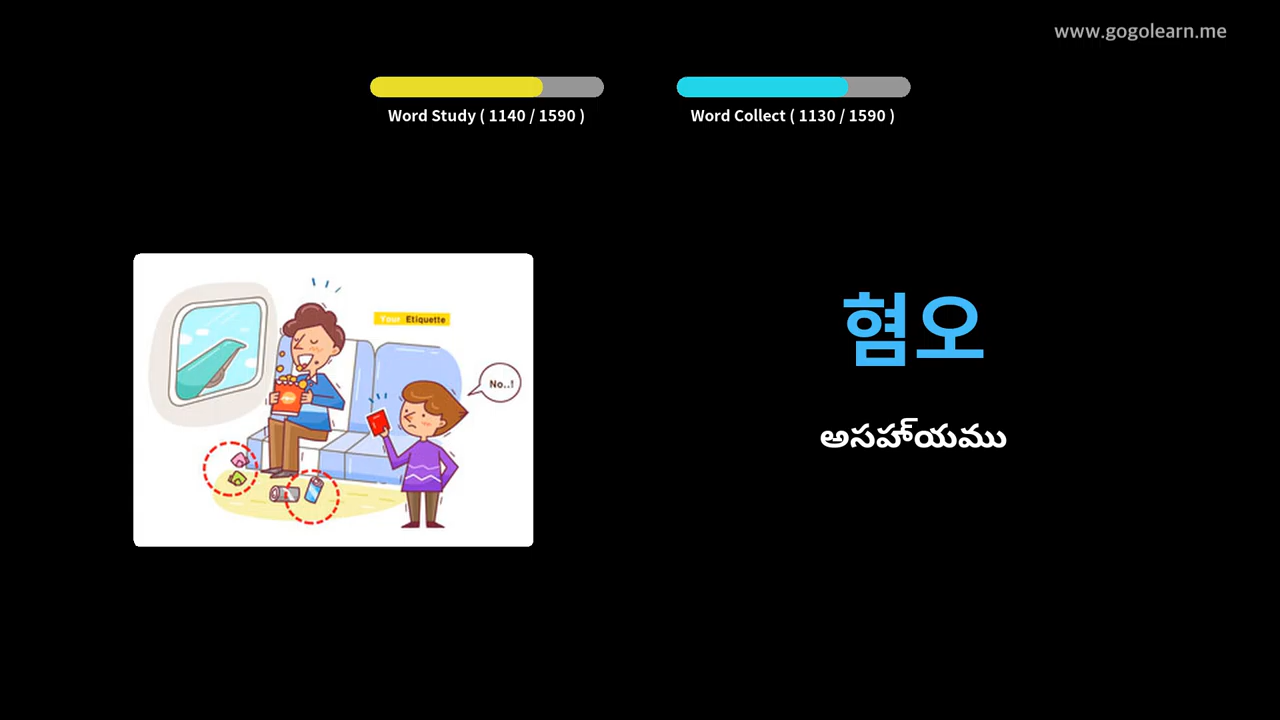 www.gogolearn.me
Word Study ( 1140 / 1590 )
Word Collect ( 1130 / 1590 )
Your Etiquette
No..!
혐오
అసహ్యము